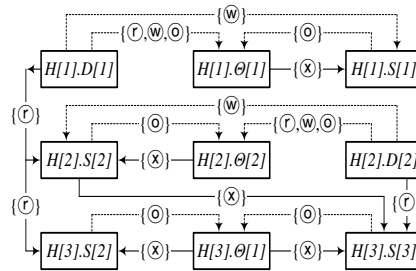 {ⓦ}
{ⓡ,ⓦ,ⓞ} {ⓞ}
H[1].D[1] H[1].Θ[1] {ⓧ} H[1].S[1]
{ⓡ} {ⓦ}
{ⓞ} {ⓡ,ⓦ,ⓞ}
H[2].S[2] {ⓧ} H[2].Θ[2] H[2].D[2]
{ⓡ} {ⓧ} {ⓡ}
{ⓞ} {ⓞ}
H[3].S[2] {ⓧ} H[3].Θ[1] {ⓧ} H[3].S[3]